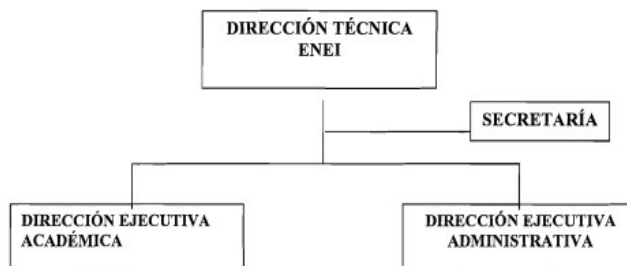 DIRECCIÓN TÉCNICA
ENEI
SECRETARÍA
DIRECCIÓN EJECUTIVA
ACADÉMICA
DIRECCIÓN EJECUTIVA
ADMINISTRATIVA